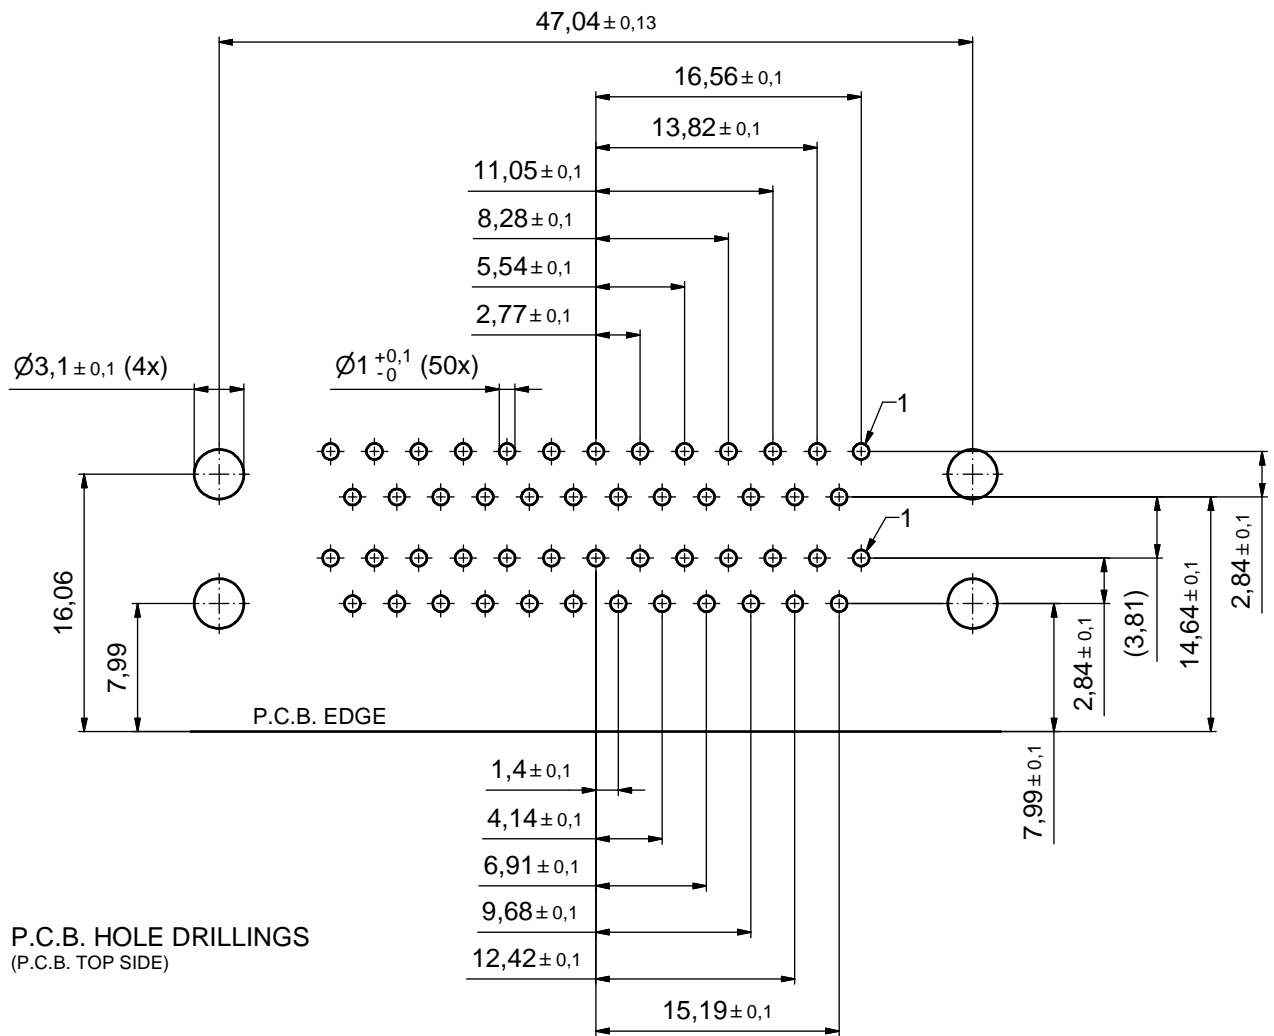 47,04 ± 0,13
16,56 ± 0,1
13,82 ± 0,1
11,05 ± 0,1
8,28 ± 0,1
5,54 ± 0,1
2,77 ± 0,1
Ø3,1 ± 0,1 (4x)
Ø1 +0,1 -0 (50x)
1
1
16,06
7,99
2,84 ± 0,1
(3,81)
14,64 ± 0,1
2,84 ± 0,1
7,99 ± 0,1
P.C.B. EDGE
1,4 ± 0,1
4,14 ± 0,1
6,91 ± 0,1
9,68 ± 0,1
12,42 ± 0,1
15,19 ± 0,1
P.C.B. HOLE DRILLINGS
(P.C.B. TOP SIDE)